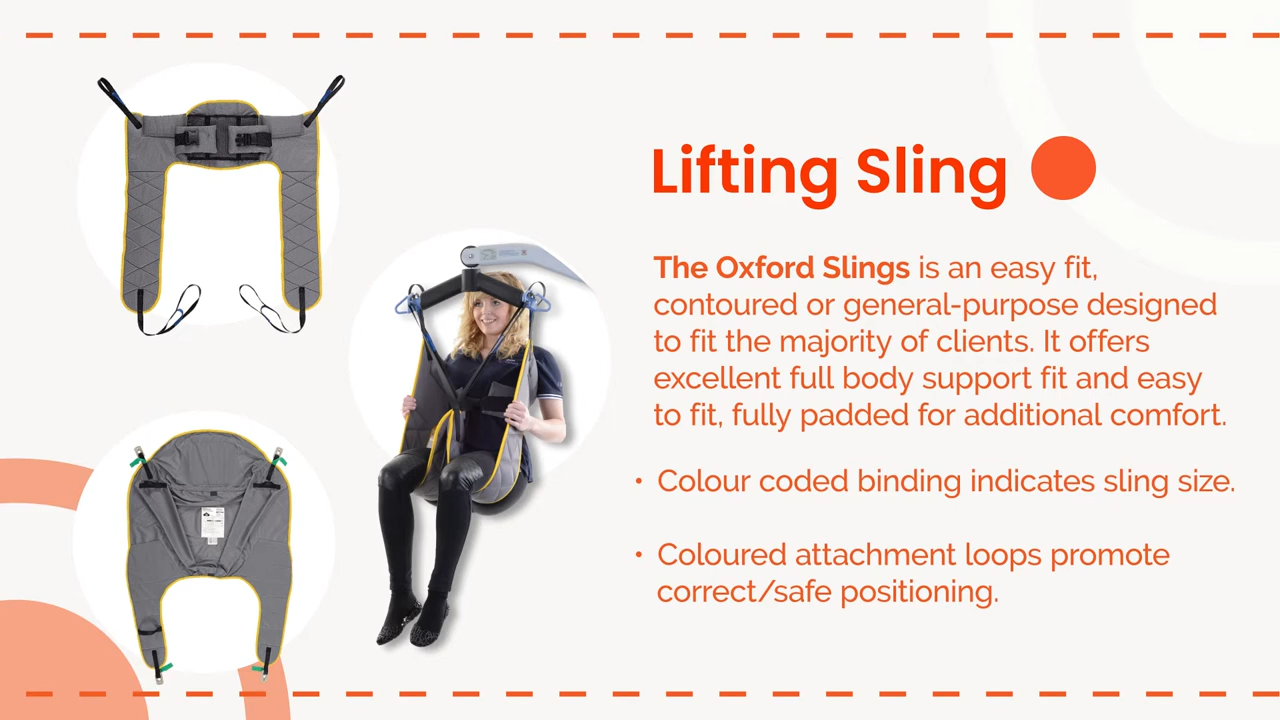 Lifting Sling
The Oxford Slings is an easy fit,
contoured or general-purpose designed
to fit the majority of clients. It offers
excellent full body support fit and easy
to fit, fully padded for additional comfort.
• Colour coded binding indicates sling size.
• Coloured attachment loops promote
correct/safe positioning.